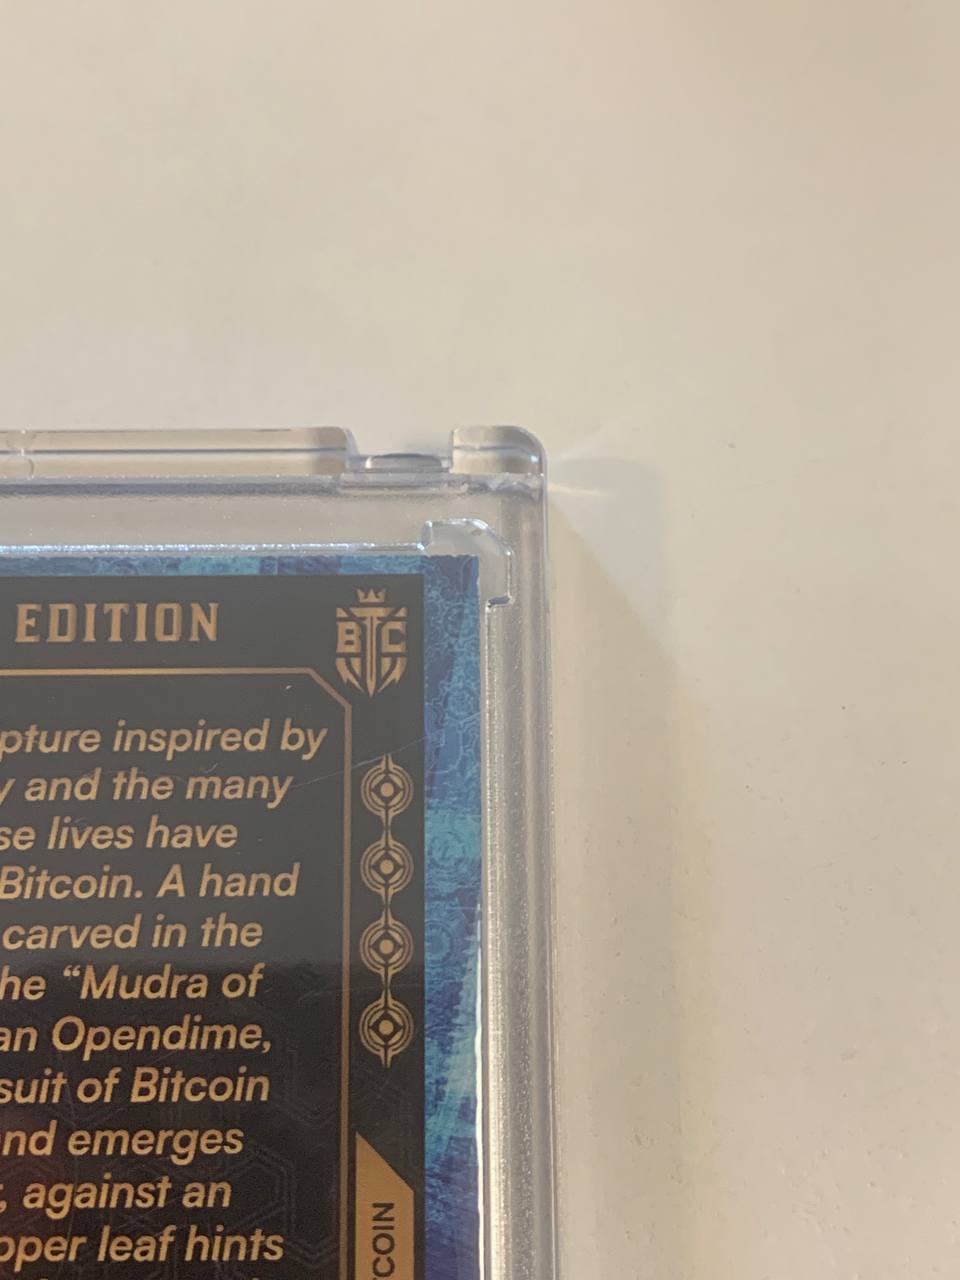 EDITION
BTC
pture inspired by
y and the many
se lives have
Bitcoin. A hand
carved in the
he “Mudra of
an Opendime,
suit of Bitcoin
nd emerges
, against an
pper leaf hints
TCOIN